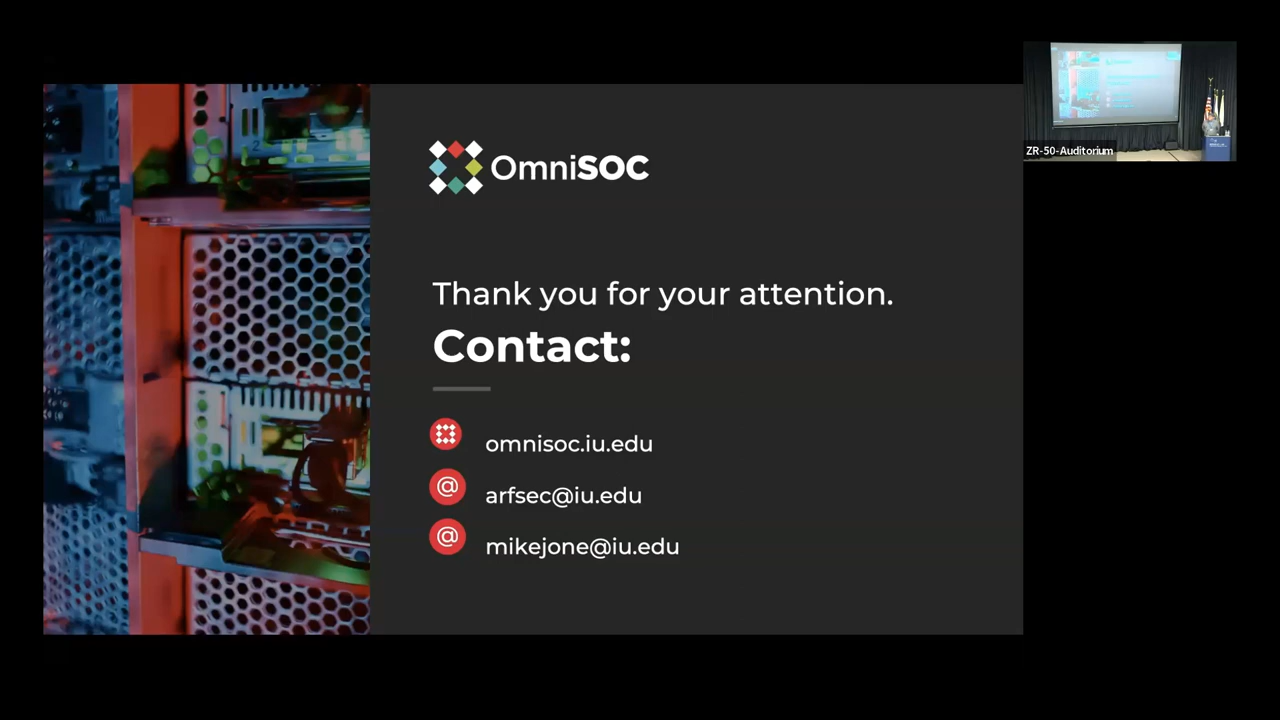 OmniSOC
Thank you for your attention.
Contact:
omnisoc.iu.edu
@ arfsec@iu.edu
@ mikejone@iu.edu
ZR-50-Auditorium